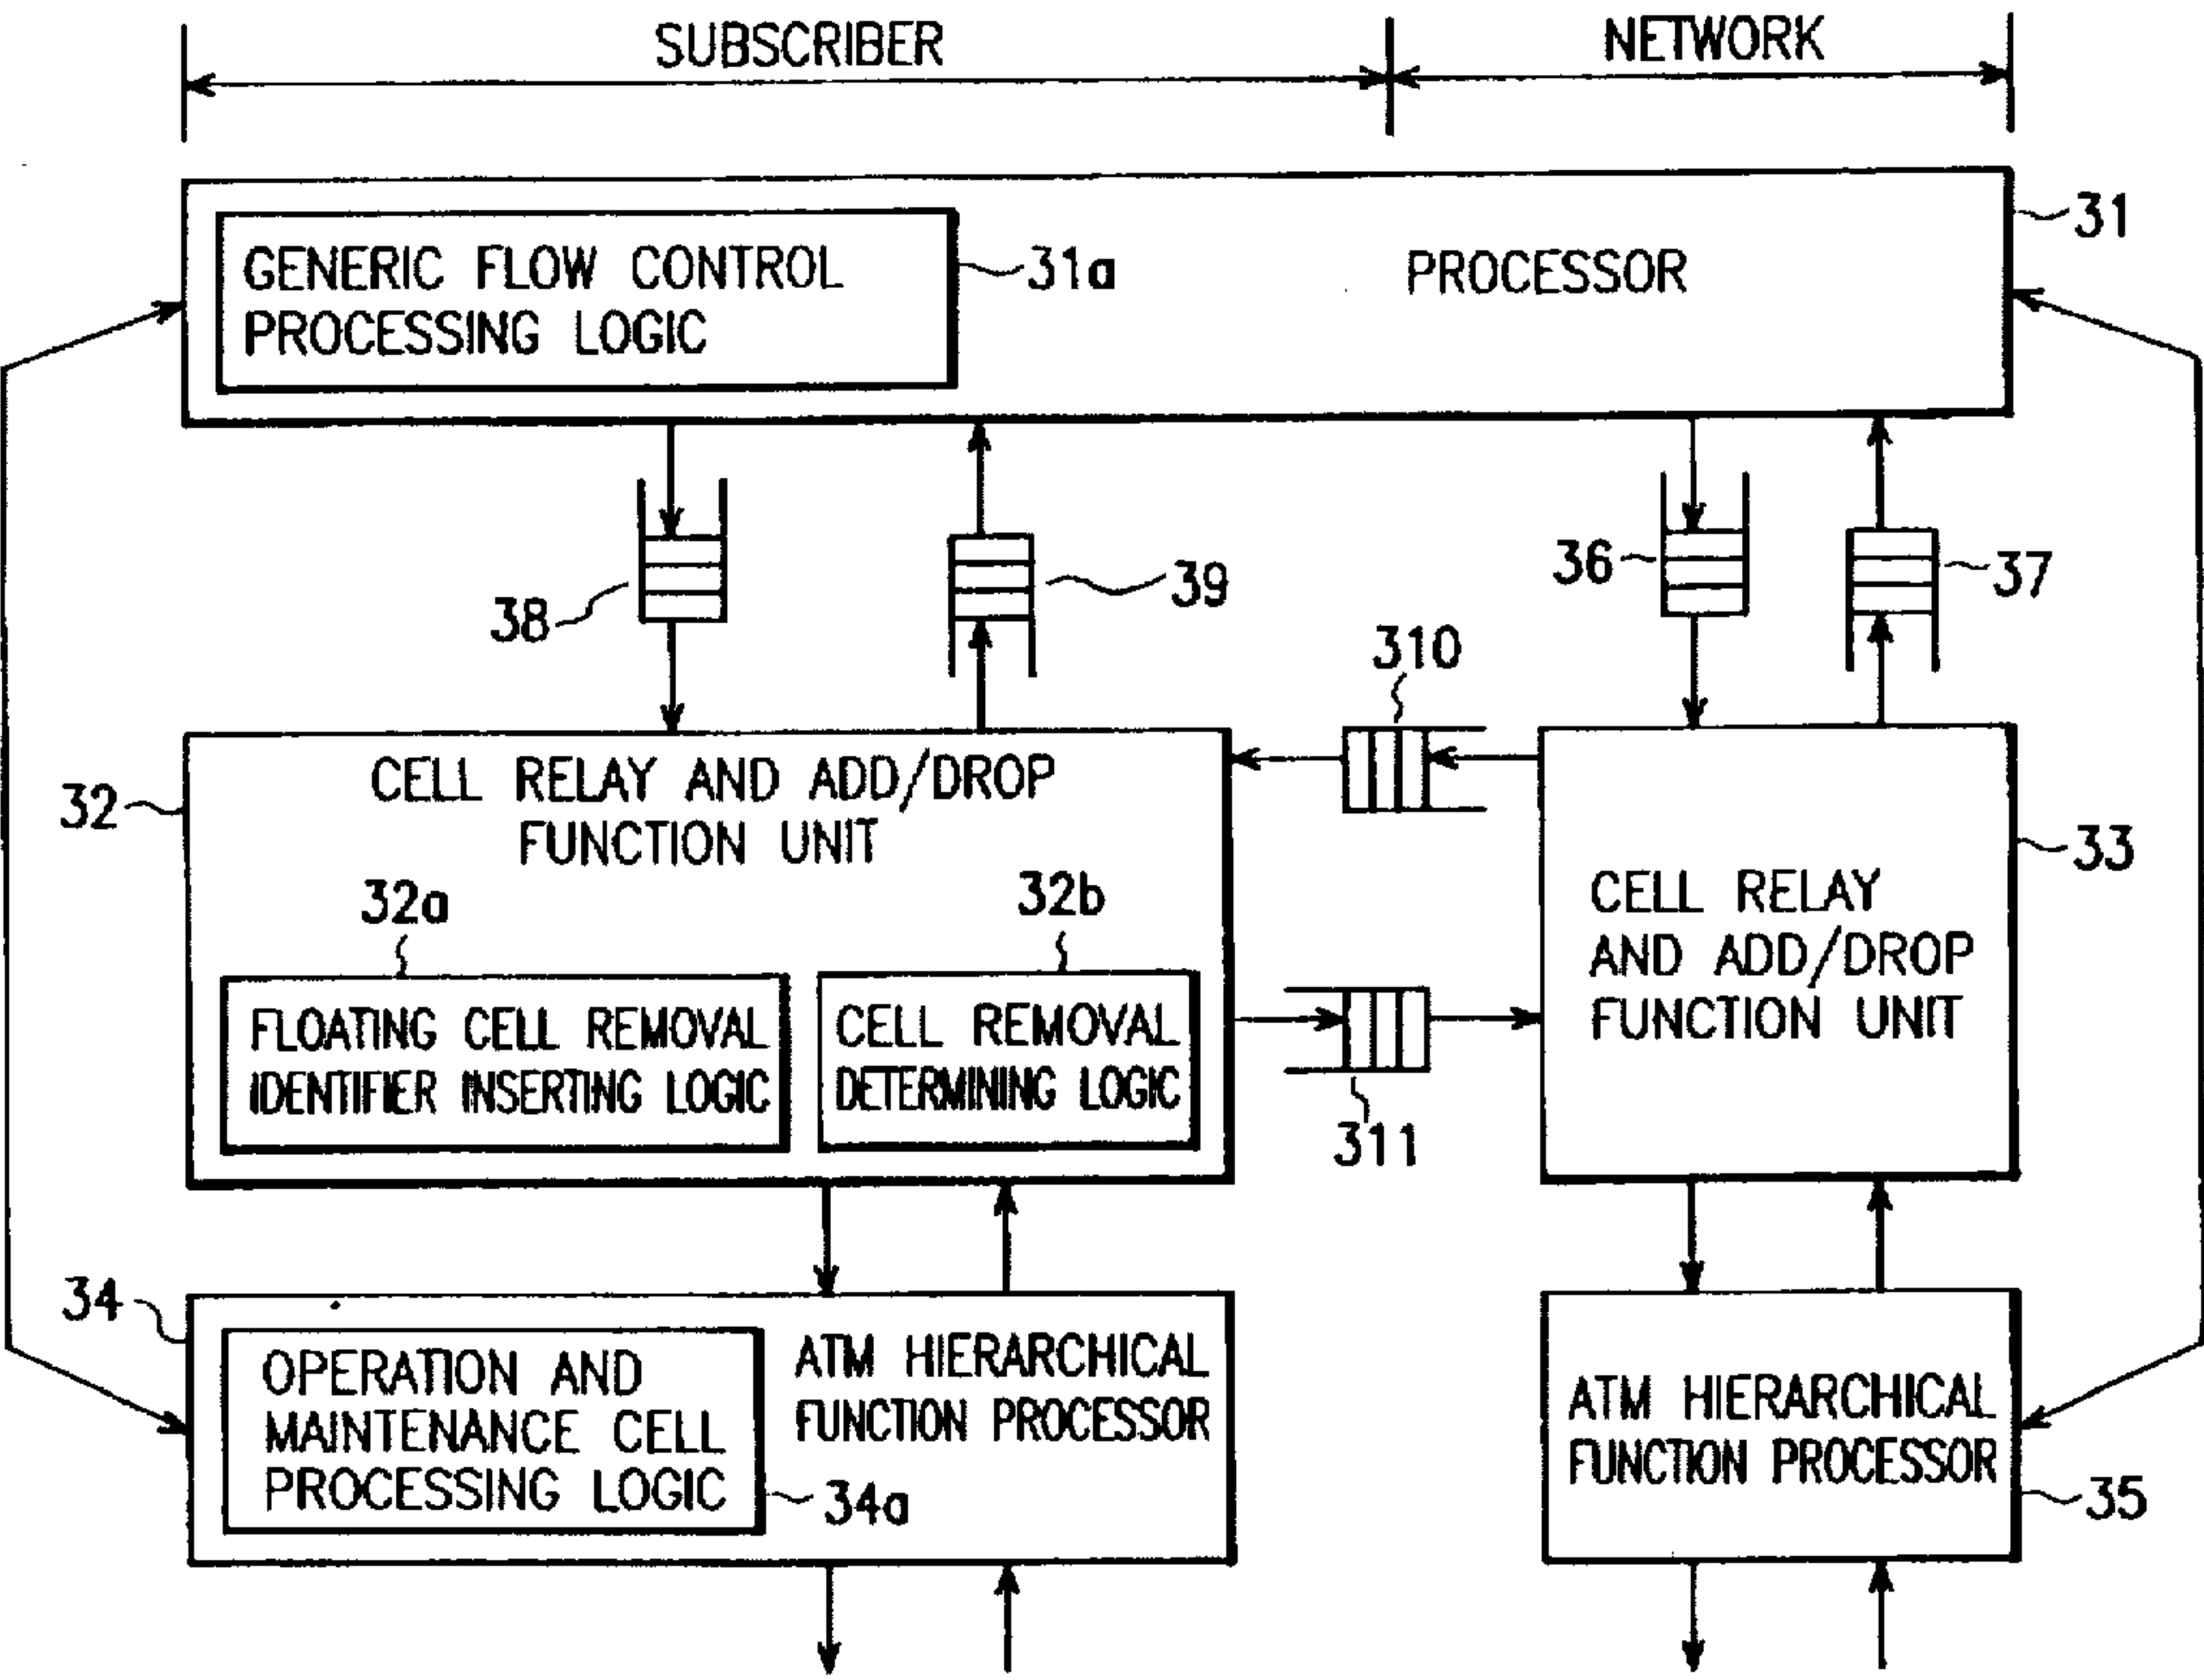 SUBSCRIBER
NETWORK
31
GENERIC FLOW CONTROL
PROCESSING LOGIC
31a
PROCESSOR
38
39
36
37
310
32
CELL RELAY AND ADD/DROP
FUNCTION UNIT
32a
32b
FLOATING CELL REMOVAL
IDENTIFIER INSERTING LOGIC
CELL REMOVAL
DETERMINING LOGIC
311
33
CELL RELAY
AND ADD/DROP
FUNCTION UNIT
34
OPERATION AND
MAINTENANCE CELL
PROCESSING LOGIC
34a
ATM HIERARCHICAL
FUNCTION PROCESSOR
ATM HIERARCHICAL
FUNCTION PROCESSOR
35